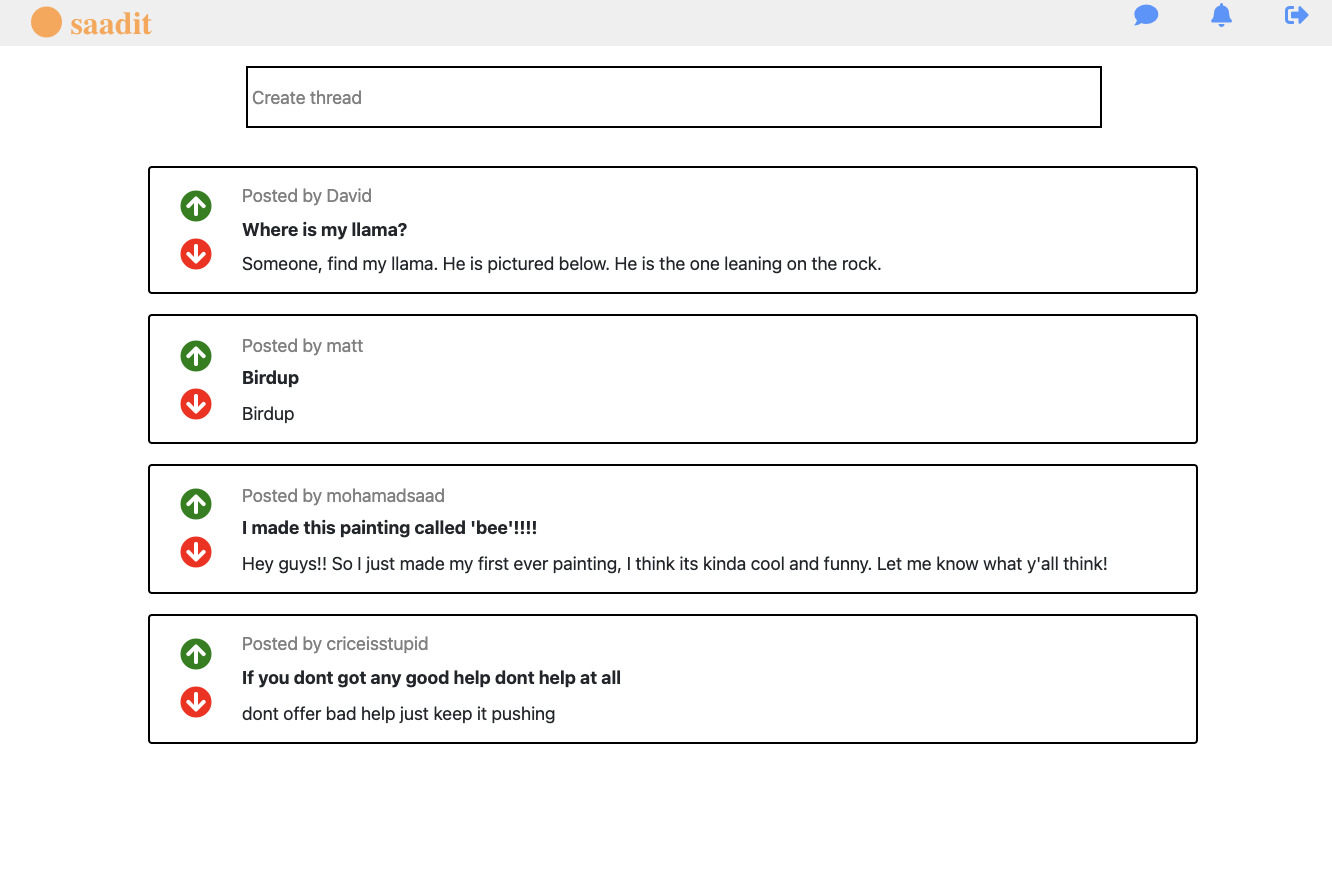 saadit
Create thread
Posted by David
Where is my llama?
Someone, find my llama. He is pictured below. He is the one leaning on the rock.
Posted by matt
Birdup
Birdup
Posted by mohamadsaad
I made this painting called 'bee'!!!!
Hey guys!! So I just made my first ever painting, I think its kinda cool and funny. Let me know what y'all think!
Posted by criceisstupid
If you dont got any good help dont help at all
dont offer bad help just keep it pushing